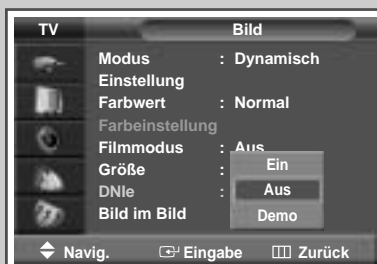 TV Bild
Modus : Dynamisch
Einstellung
Farbwert : Normal
Farbeinstellung
Filmmodus : Aus
Größe : Ein
DNIe : Aus
Bild im Bild Demo
Navig. Eingabe Zurück